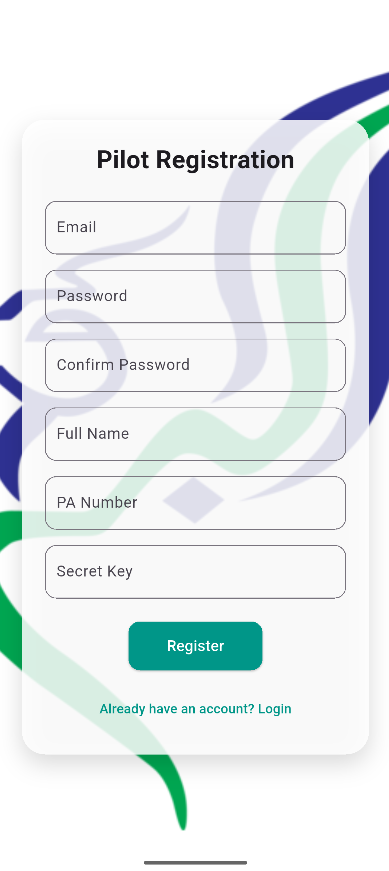 Pilot Registration
Email
Password
Confirm Password
Full Name
PA Number
Secret Key
Register
Already have an account? Login